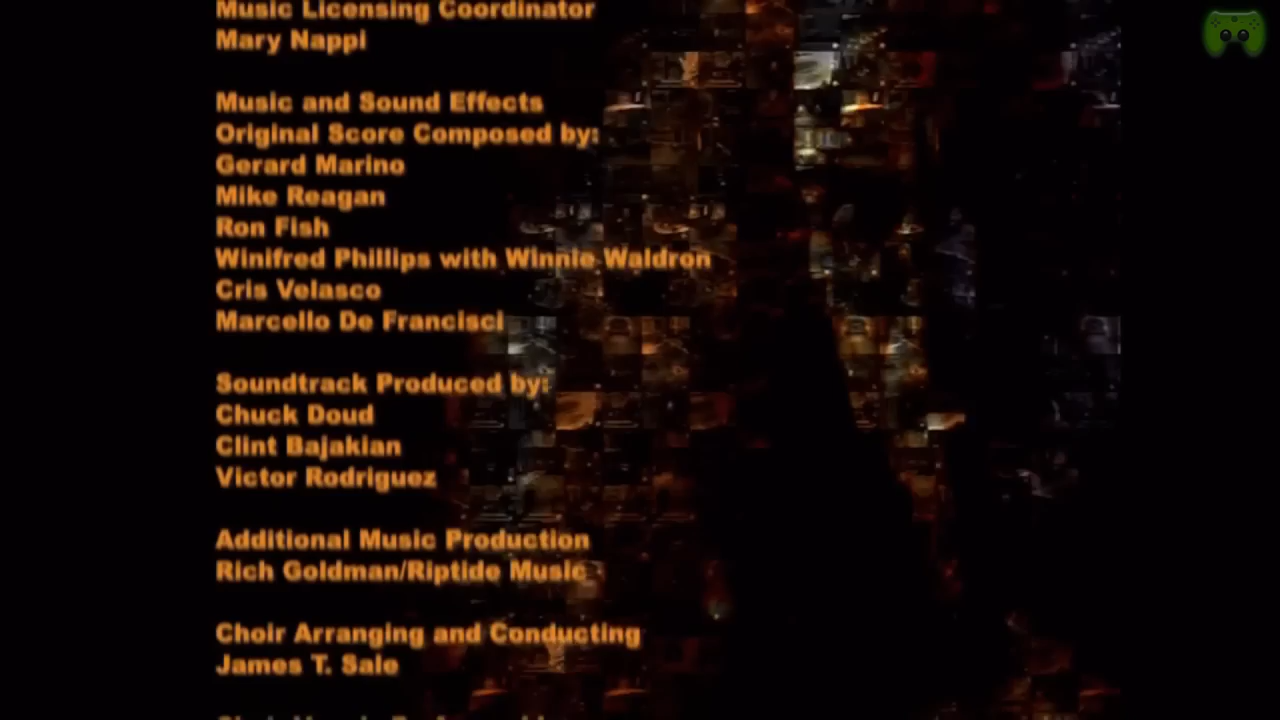 Music Licensing Coordinator
Mary Nappi
Music and Sound Effects
Original Score Composed by:
Gerard Marino
Mike Reagan
Ron Fish
Winifred Phillips with Winnie Waldron
Cris Velasco
Marcello De Francisci
Soundtrack Produced by:
Chuck Doud
Clint Bajakian
Victor Rodriguez
Additional Music Production
Rich Goldman/Riptide Music
Choir Arranging and Conducting
James T. Sale